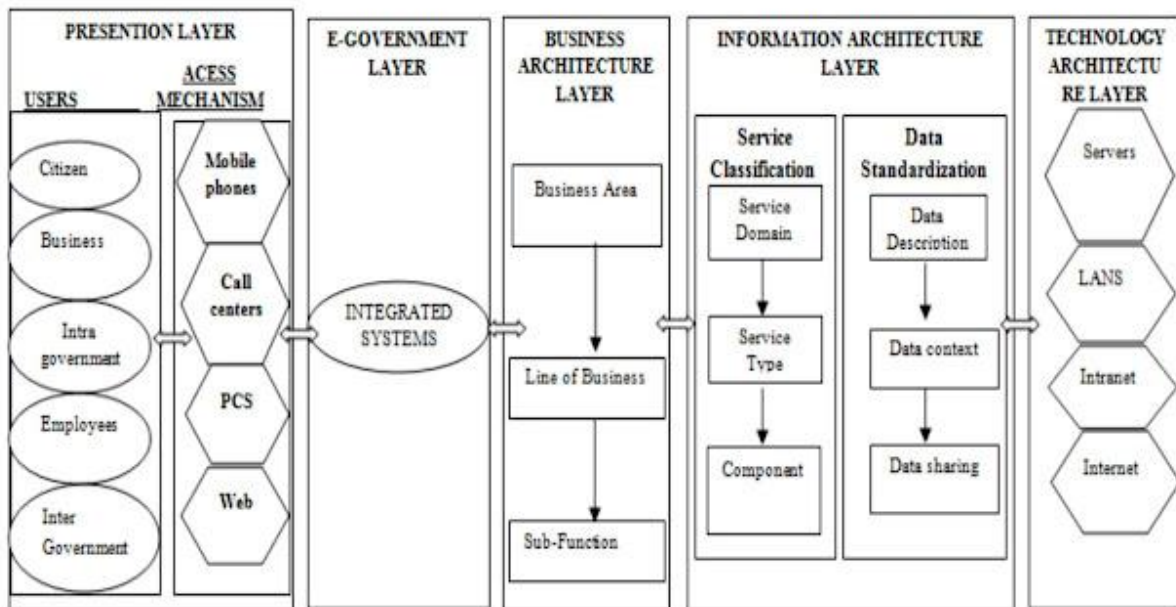 PRESENTION LAYER
USERS
ACESS
MECHANISM
Citizen
Business
Intra
government
Employees
Inter
Government
Mobile
phones
Call
centers
PCS
Web
E-GOVERNMENT
LAYER
INTEGRATED
SYSTEMS
BUSINESS
ARCHITECTURE
LAYER
Business Area
Line of Business
Sub-Function
INFORMATION ARCHITECTURE
LAYER
Service
Classification
Service
Domain
Service
Type
Component
Data
Standardization
Data
Description
Data context
Data sharing
TECHNOLOGY
ARCHITECTU
RE LAYER
Servers
LANS
Intranet
Internet